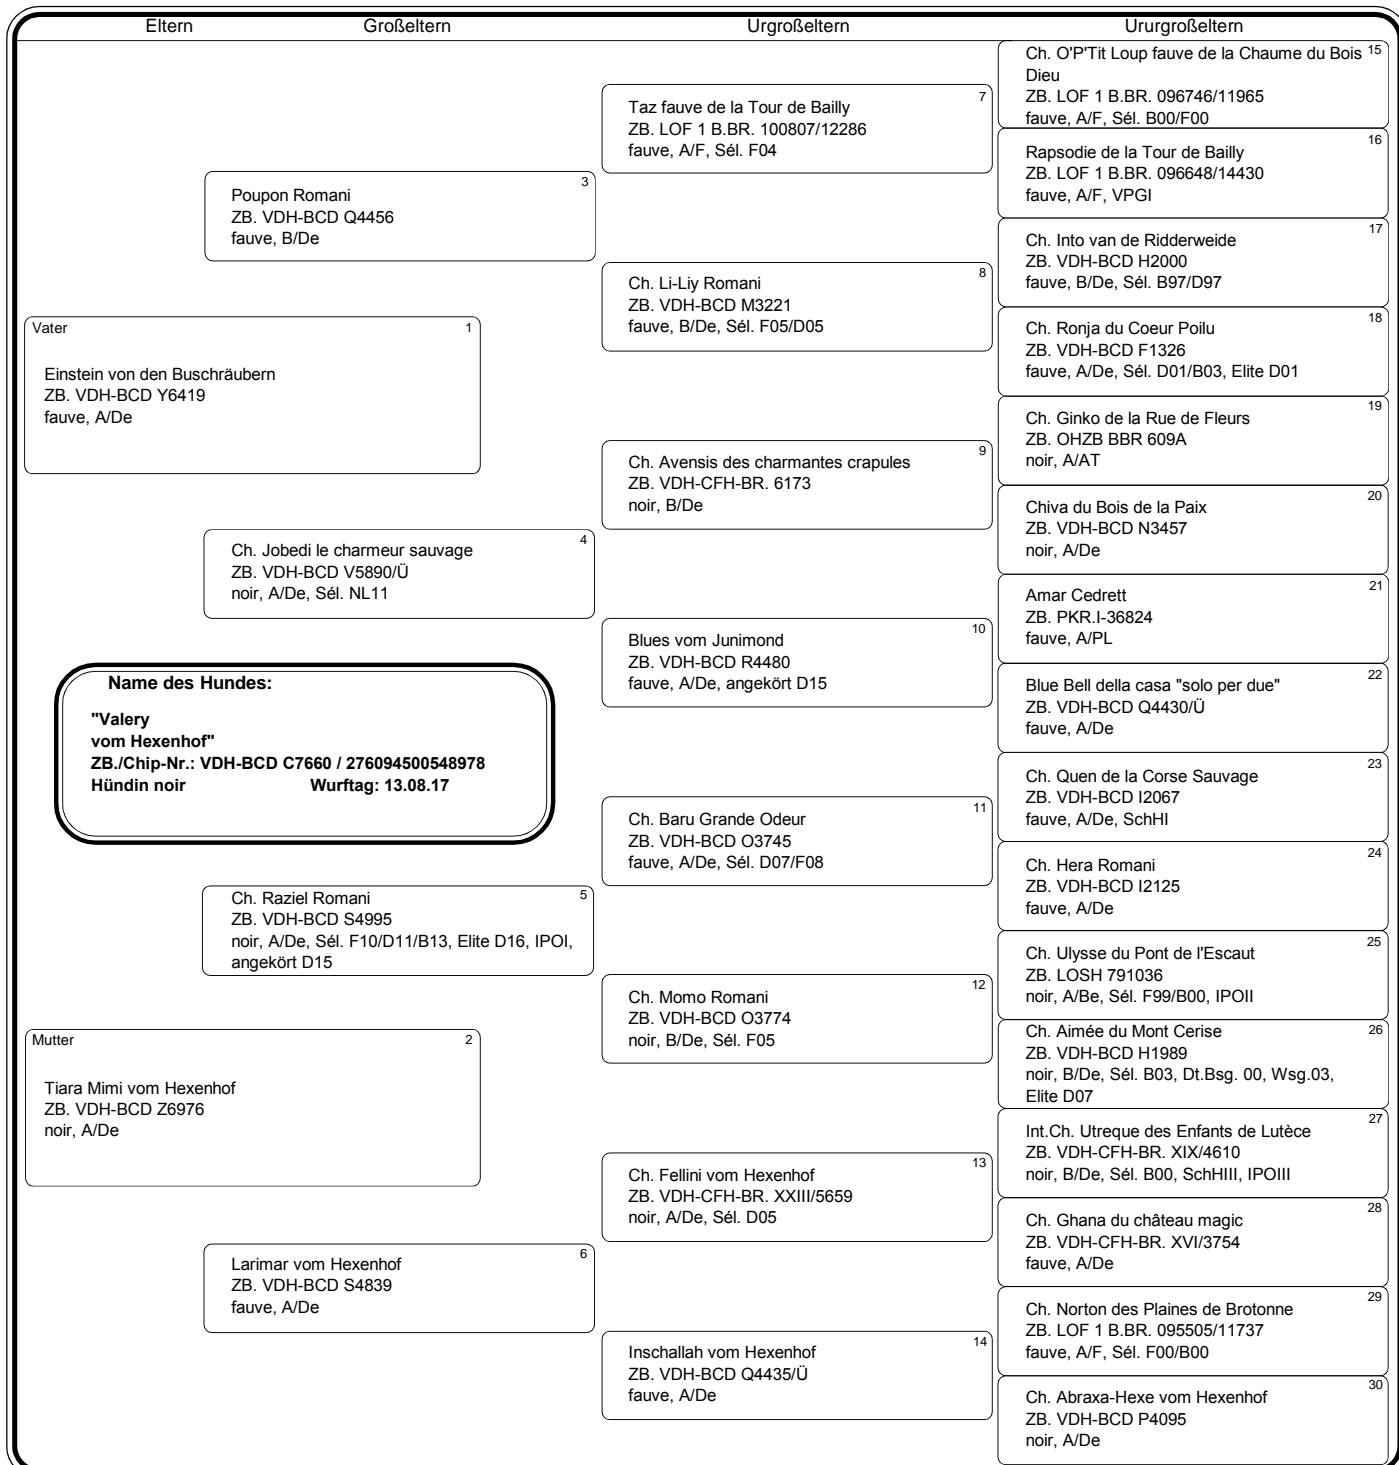 Eltern Großeltern Urgroßeltern Ururgroßeltern
Vater 1
Einstein von den Buschräubern
ZB. VDH-BCD Y6419
fauve, A/De
Name des Hundes:
"Valery
vom Hexenhof"
ZB./Chip-Nr.: VDH-BCD C7660 / 276094500548978
Hündin noir Wurftag: 13.08.17
Mutter 2
Tiara Mimi vom Hexenhof
ZB. VDH-BCD Z6976
noir, A/De
3
Poupon Romani
ZB. VDH-BCD Q4456
fauve, B/De
4
Ch. Jobedi le charmeur sauvage
ZB. VDH-BCD V5890/Ü
noir, A/De, Sél. NL11
5
Ch. Raziel Romani
ZB. VDH-BCD S4995
noir, A/De, Sél. F10/D11/B13, Elite D16, IPOI,
angekört D15
6
Larimar vom Hexenhof
ZB. VDH-BCD S4839
fauve, A/De
7
Taz fauve de la Tour de Bailly
ZB. LOF 1 B.BR. 100807/12286
fauve, A/F, Sél. F04
8
Ch. Li-Liy Romani
ZB. VDH-BCD M3221
fauve, B/De, Sél. F05/D05
9
Ch. Avensis des charmantes crapules
ZB. VDH-CFH-BR. 6173
noir, B/De
10
Blues vom Junimond
ZB. VDH-BCD R4480
fauve, A/De, angekört D15
11
Ch. Baru Grande Odeur
ZB. VDH-BCD O3745
fauve, A/De, Sél. D07/F08
12
Ch. Momo Romani
ZB. VDH-BCD O3774
noir, B/De, Sél. F05
13
Ch. Fellini vom Hexenhof
ZB. VDH-CFH-BR. XXIII/5659
noir, A/De, Sél. D05
14
Inschallah vom Hexenhof
ZB. VDH-BCD Q4435/Ü
fauve, A/De
Ch. O'P'Tit Loup fauve de la Chaume du Bois 15
Dieu
ZB. LOF 1 B.BR. 096746/11965
fauve, A/F, Sél. B00/F00
16
Rapsodie de la Tour de Bailly
ZB. LOF 1 B.BR. 096648/14430
fauve, A/F, VPGI
17
Ch. Into van de Ridderweide
ZB. VDH-BCD H2000
fauve, B/De, Sél. B97/D97
18
Ch. Ronja du Coeur Poilu
ZB. VDH-BCD F1326
fauve, A/De, Sél. D01/B03, Elite D01
19
Ch. Ginko de la Rue de Fleurs
ZB. OHZB BBR 609A
noir, A/AT
20
Chiva du Bois de la Paix
ZB. VDH-BCD N3457
noir, A/De
21
Amar Cedrett
ZB. PKR.I-36824
fauve, A/PL
22
Blue Bell della casa "solo per due"
ZB. VDH-BCD Q4430/Ü
fauve, A/De
23
Ch. Quen de la Corse Sauvage
ZB. VDH-BCD I2067
fauve, A/De, SchHI
24
Ch. Hera Romani
ZB. VDH-BCD I2125
fauve, A/De
25
Ch. Ulysse du Pont de l'Escaut
ZB. LOSH 791036
noir, A/Be, Sél. F99/B00, IPOII
26
Ch. Aimée du Mont Cerise
ZB. VDH-BCD H1989
noir, B/De, Sél. B03, Dt.Bsg. 00, Wsg.03,
Elite D07
27
Int.Ch. Utreque des Enfants de Lutèce
ZB. VDH-CFH-BR. XIX/4610
noir, B/De, Sél. B00, SchHIII, IPOIII
28
Ch. Ghana du château magic
ZB. VDH-CFH-BR. XVI/3754
fauve, A/De
29
Ch. Norton des Plaines de Brotonne
ZB. LOF 1 B.BR. 095505/11737
fauve, A/F, Sél. F00/B00
30
Ch. Abraxa-Hexe vom Hexenhof
ZB. VDH-BCD P4095
noir, A/De